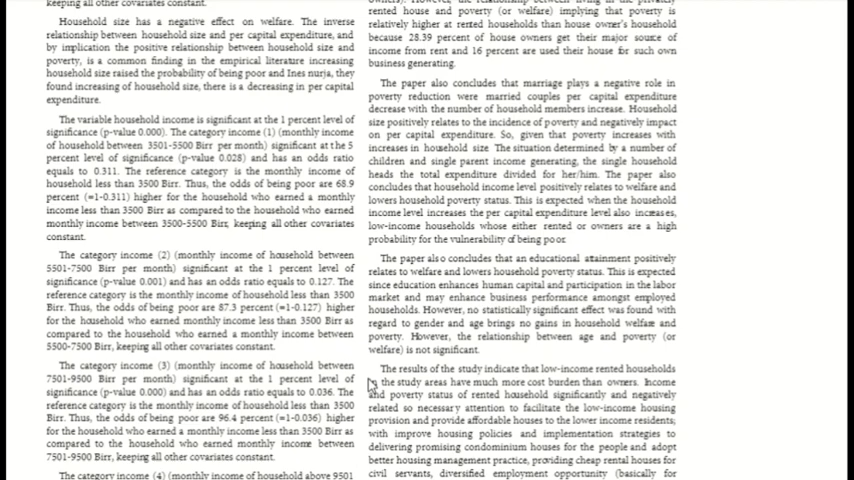 keeping all other covariates constant.
Household size has a negative effect on welfare. The inverse
relationship between household size and per capital expenditure, and
by implication the positive relationship between household size and
poverty, is a common finding in the empirical literature increasing
household size raised the probability of being poor and Ines nurja, they
found increasing of household size, there is a decreasing in per capital
expenditure.
The variable household income is significant at the 1 percent level of
significance (p-value 0.000). The category income (1) (monthly income
of household between 3501-5500 Birr per month) significant at the 5
percent level of significance (p-value 0.028) and has an odds ratio
equals to 0.311. The reference category is the monthly income of
household less than 3500 Birr. Thus, the odds of being poor are 68.9
percent (=1-0.311) higher for the household who earned a monthly
income less than 3500 Birr as compared to the household who earned
monthly income between 3500-5500 Birr, keeping all other covariates
constant.
The category income (2) (monthly income of household between
5501-7500 Birr per month) significant at the 1 percent level of
significance (p-value 0.001) and has an odd ratio equals to 0.127. The
reference category is the monthly income of household less than 3500
Birr. Thus, the odds of being poor are 87.3 percent (=1-0.127) higher
for the household who earned monthly income less than 3500 Birr as
compared to the household who earned a monthly income between
5500-7500 Birr, keeping all other covariates constant.
The category income (3) (monthly income of household between
7501-9500 Birr per month) significant at the 1 percent level of
significance (p-value 0.000) and has an odd ratio equals to 0.036. The
reference category is the monthly income of household less than 3500
Birr. Thus, the odds of being poor are 96.4 percent (=1-0.036) higher
for the household who earned a monthly income less than 3500 Birr as
compared to the household who earned a monthly income between
7501-9500 Birr, keeping all other covariates constant.
The category income (4) (monthly income of household above 9501
rented house and poverty (or welfare) implying that poverty is
relatively higher at rented households than house owner's household
because 28.39 percent of house owners get their major source of
income from rent and 16 percent are used their house for such own
business generating.
The paper also concludes that marriage plays a negative role in
poverty reduction were married couples per capital expenditure
decrease with the number of household members increase. Household
size positively relates to the incidence of poverty and negatively impact
on per capital expenditure. So, given that poverty increases with
increases in household size. The situation determined by a number of
children and single parent income generating, the single household
heads the total expenditure divided for her/him. The paper also
concludes that household income level positively relates to welfare and
lowers household poverty status. This is expected when the household
income level increases the per capital expenditure level also increases,
low-income households whose either rented or owners are a high
probability for the vulnerability of being poor.
The paper also concludes that an educational attainment positively
relates to welfare and lowers household poverty status. This is expected
since education enhances human capital and participation in the labor
market and may enhance business performance amongst employed
households. However, no statistically significant effect was found with
regard to gender and age brings no gains in household welfare and
poverty. However, the relationship between age and poverty (or
welfare) is not significant.
The results of the study indicate that low-income rented households
the study areas have much more cost burden than owners. Income
and poverty status of rented household significantly and negatively
related so necessary attention to facilitate the low-income housing
provision and provide affordable houses to the lower income residents;
with improve housing policies and implementation strategies to
delivering promising condominium houses for the people and adopt
better housing management practice, providing cheap rental houses for
civil servants, diversified employment opportunity (basically for